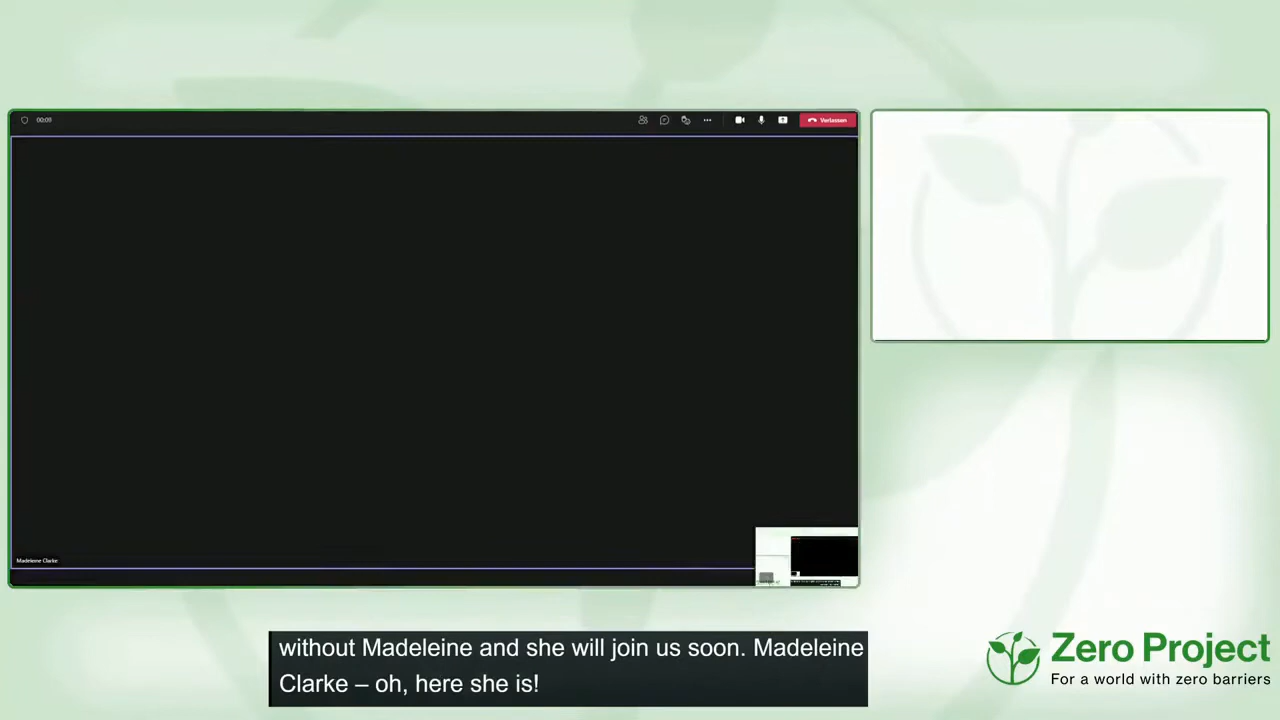 00:09
Verlassen
Madeleine Clarke
without Madeleine and she will join us soon. Madeleine
Clarke – oh, here she is!
Zero Project
For a world with zero barriers